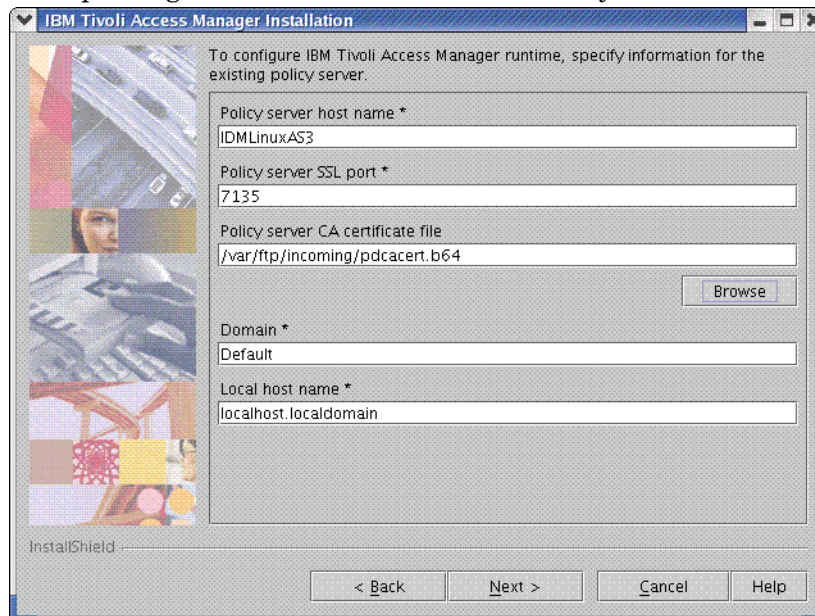 IBM Tivoli Access Manager Installation
To configure IBM Tivoli Access Manager runtime, specify information for the
existing policy server.
Policy server host name *
IDMLinuxAS3
Policy server SSL port *
7135
Policy server CA certificate file
/var/ftp/incoming/pdcacert.b64
Browse
Domain *
Default
Local host name *
localhost.localdomain
InstallShield
< Back Next > Cancel Help